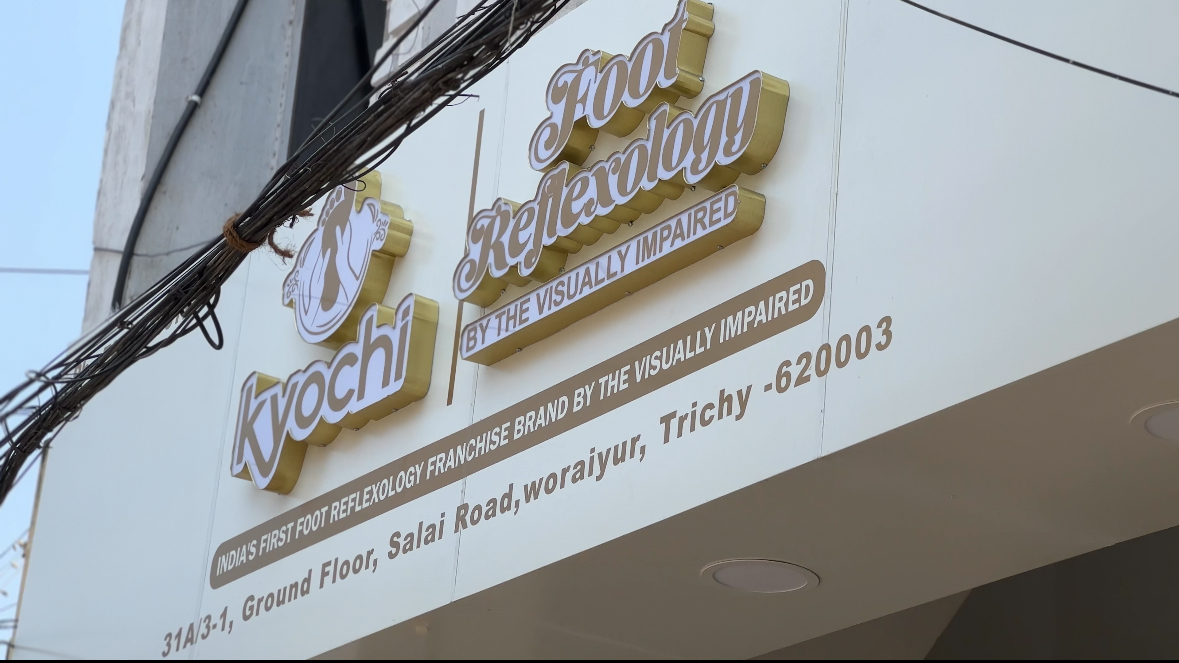 kyochi
Foot
Reflexology
BY THE VISUALLY IMPAIRED
INDIA'S FIRST FOOT REFLEXOLOGY FRANCHISE BRAND BY THE VISUALLY IMPAIRED
31A/3-1, Ground Floor, Salai Road,woraiyur, Trichy -620003